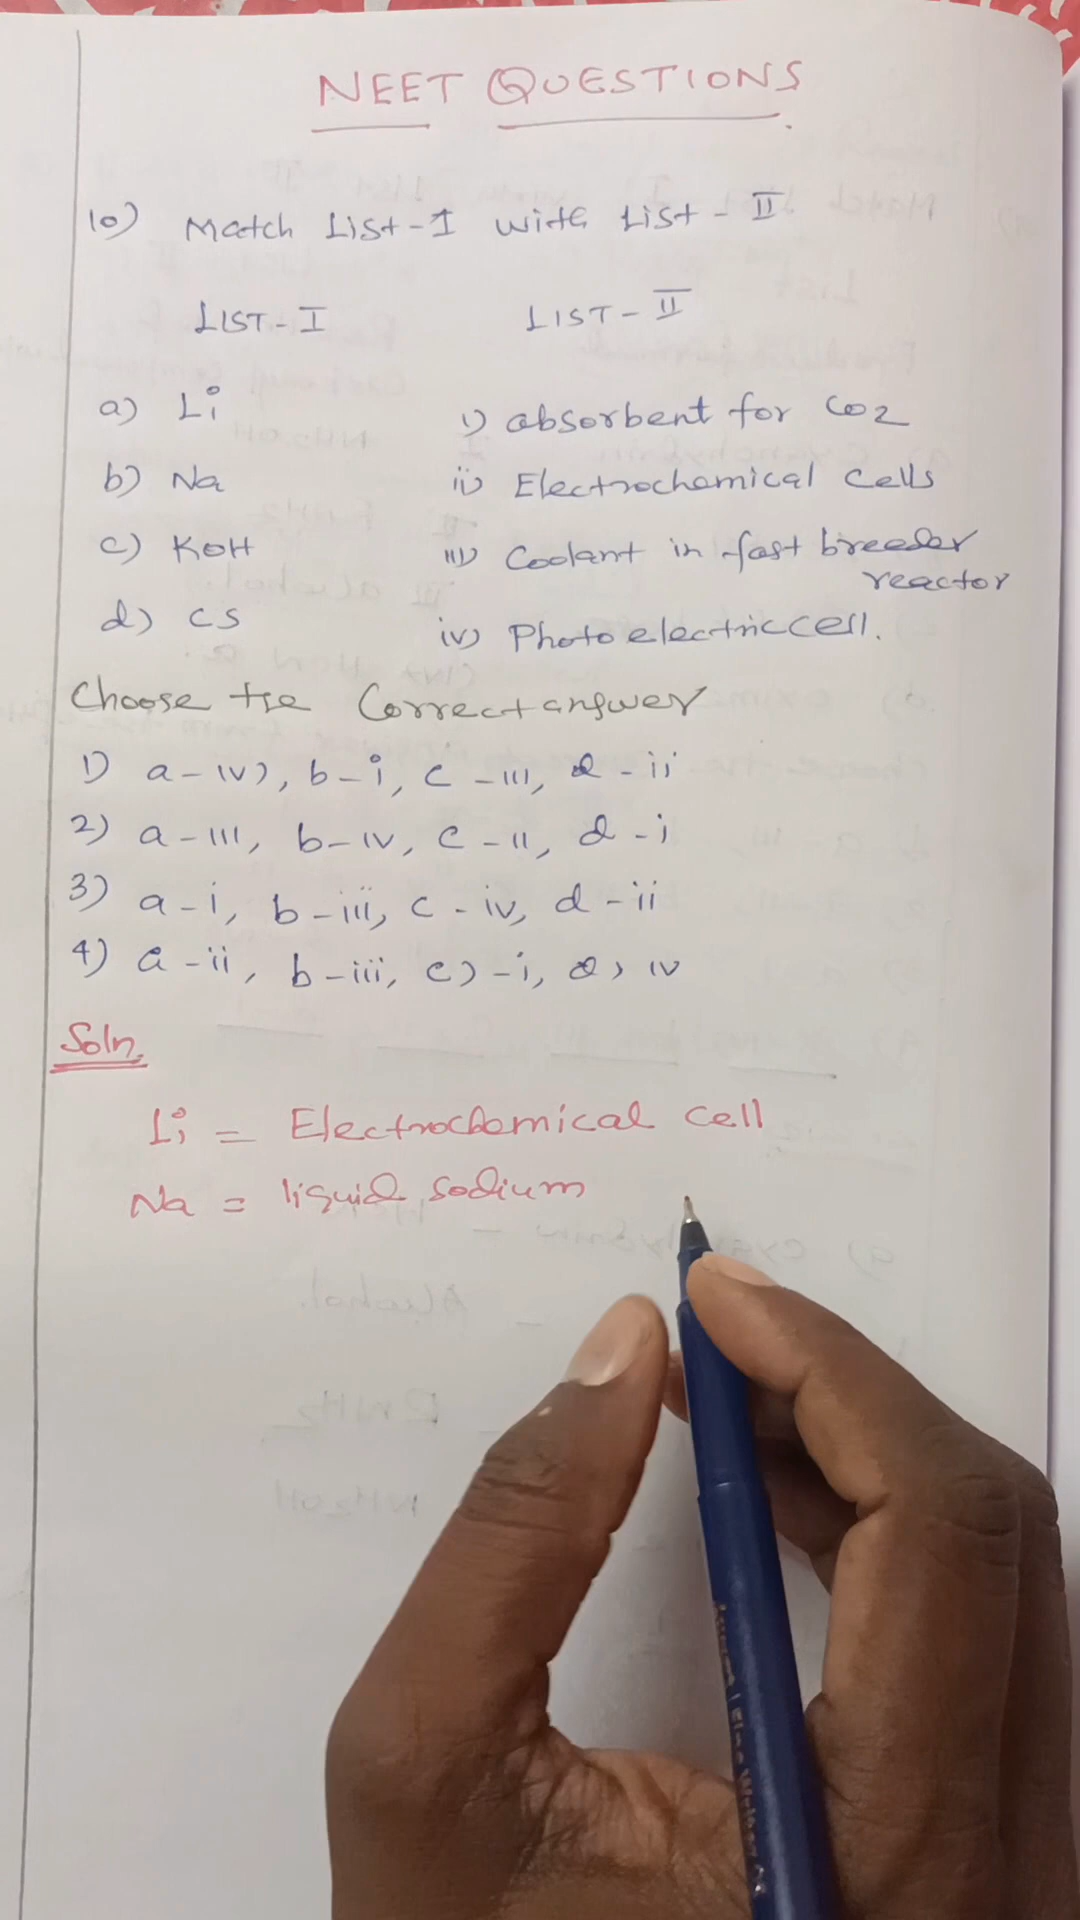 NEET QUESTIONS
10) Match List-I with List-II
LIST-I LIST-II
a) Li i) absorbent for CO2
b) Na ii) Electrochemical Cells
c) KOH iii) Coolant in fast breeder
reactor
d) CS iv) Photo electric cell.
Choose the Correct answer
1) a-iv), b-i, c-iii, d-ii
2) a-iii, b-iv, c-ii, d-i
3) a-i, b-iii, c-iv, d-ii
4) a-ii, b-iii, c)-i, d) iv
Soln.
Li = Electrochemical cell
Na = liquid sodium